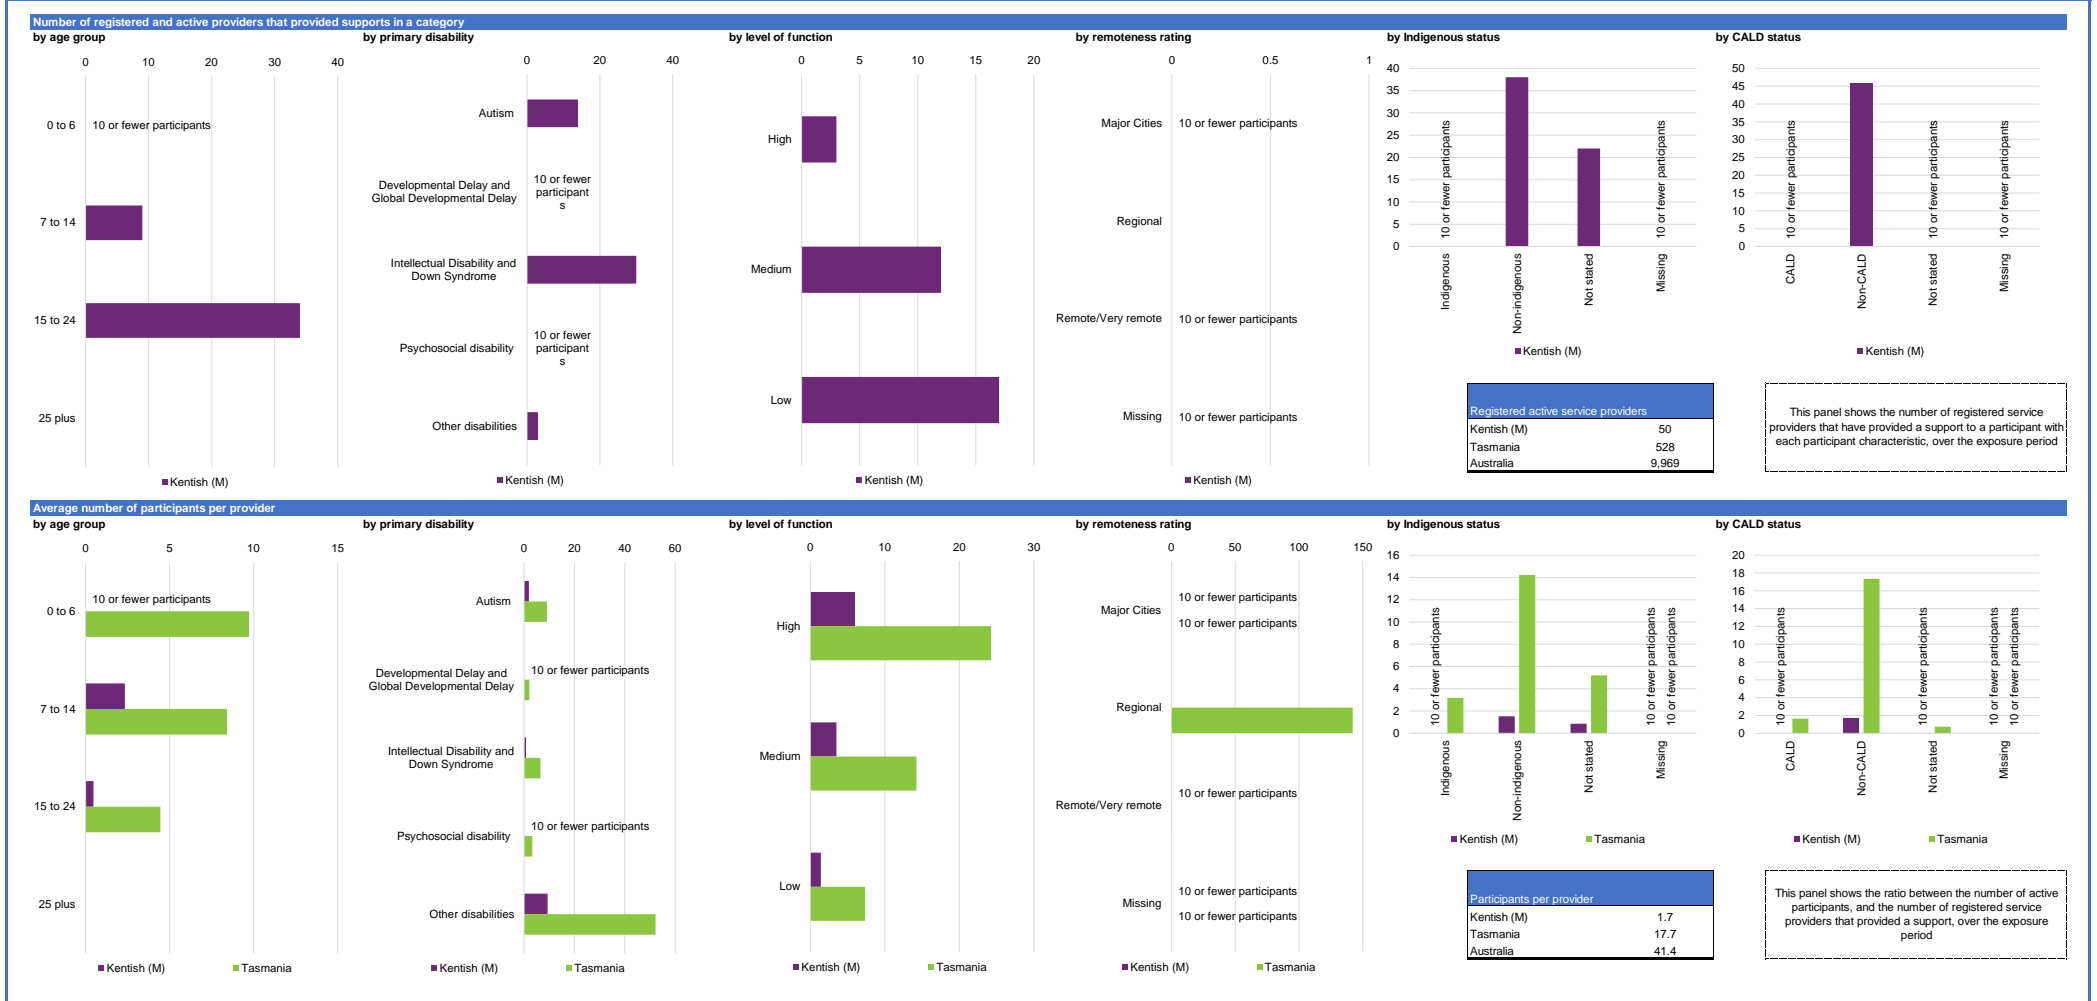 Number of registered and active providers that provided supports in a category
by age group
0 10 20 30 40
0 to 6
10 or fewer participants
7 to 14
15 to 24
25 plus
Kentish (M)
by primary disability
0 20 40
Autism
Developmental Delay and
Global Developmental Delay
10 or fewer
participant
s
Intellectual Disability and
Down Syndrome
Psychosocial disability
10 or fewer
participant
s
Other disabilities
Kentish (M)
by level of function
0 5 10 15 20
High
Medium
Low
Kentish (M)
by remoteness rating
0 0.5 1
Major Cities
10 or fewer participants
Regional
Remote/Very remote
10 or fewer participants
Missing
10 or fewer participants
Kentish (M)
by Indigenous status
40
35
30
25
20
15
10
5
0
10 or fewer participants
10 or fewer participants
Indigenous
Non-indigenous
Not stated
Missing
Kentish (M)
by CALD status
50
45
40
35
30
25
20
15
10
5
0
10 or fewer participants
10 or fewer participants
10 or fewer participants
CALD
Non-CALD
Not stated
Missing
Kentish (M)
Registered active service providers
Kentish (M) 50
Tasmania 528
Australia 9,969
This panel shows the number of registered service
providers that have provided a support to a participant with
each participant characteristic, over the exposure period
Average number of participants per provider
by age group
0 5 10 15
0 to 6
10 or fewer participants
7 to 14
15 to 24
25 plus
Kentish (M) Tasmania
by primary disability
0 20 40 60
Autism
Developmental Delay and
Global Developmental Delay
10 or fewer participants
Intellectual Disability and
Down Syndrome
Psychosocial disability
10 or fewer participants
Other disabilities
Kentish (M) Tasmania
by level of function
0 10 20 30
High
Medium
Low
Kentish (M) Tasmania
by remoteness rating
0 50 100 150
Major Cities
10 or fewer participants
10 or fewer participants
Regional
Remote/Very remote
10 or fewer participants
Missing
10 or fewer participants
10 or fewer participants
Kentish (M) Tasmania
by Indigenous status
16
14
12
10
8
6
4
2
0
10 or fewer participants
10 or fewer participants
10 or fewer participants
Indigenous
Non-indigenous
Not stated
Missing
Kentish (M) Tasmania
by CALD status
20
18
16
14
12
10
8
6
4
2
0
10 or fewer participants
10 or fewer participants
10 or fewer participants
10 or fewer participants
CALD
Non-CALD
Not stated
Missing
Kentish (M) Tasmania
Participants per provider
Kentish (M) 1.7
Tasmania 17.7
Australia 41.4
This panel shows the ratio between the number of active
participants, and the number of registered service
providers that provided a support, over the exposure
period